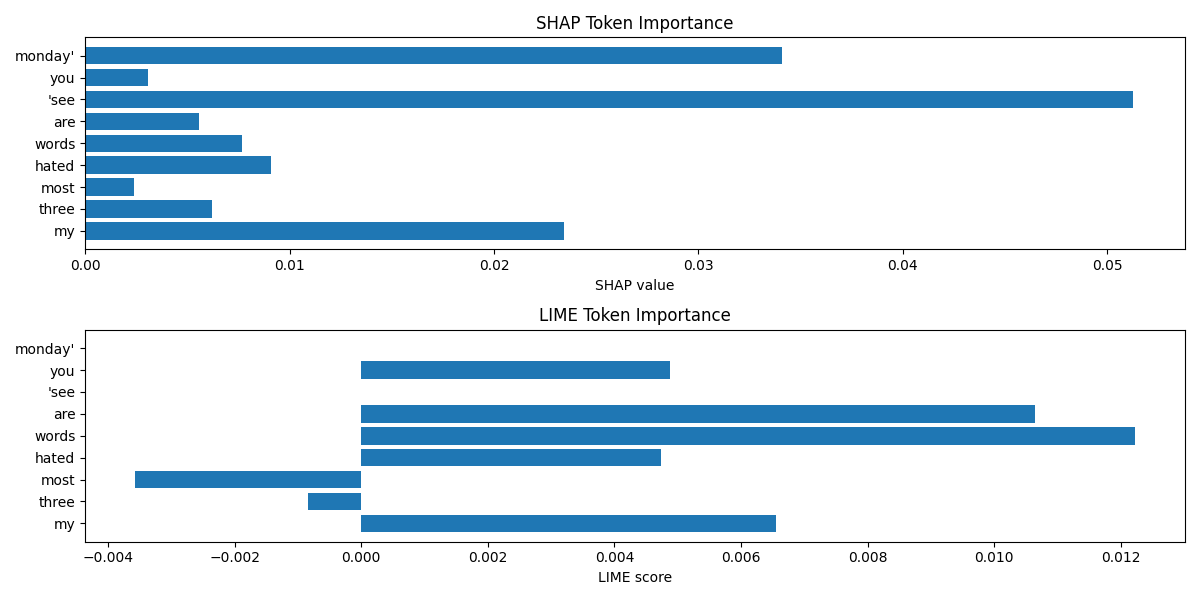 SHAP Token Importance
monday'
you
'see
are
words
hated
most
three
my
0.00 0.01 0.02 0.03 0.04 0.05
SHAP value
LIME Token Importance
monday'
you
'see
are
words
hated
most
three
my
−0.004 −0.002 0.000 0.002 0.004 0.006 0.008 0.010 0.012
LIME score